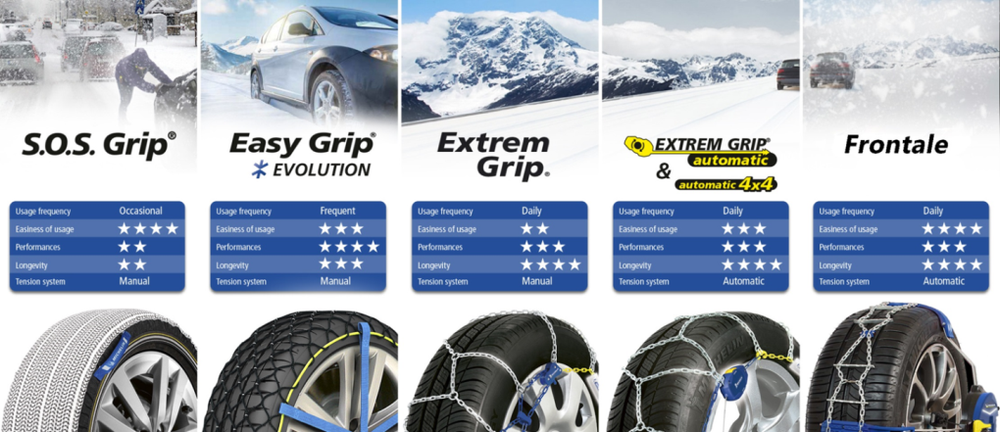 S.O.S. Grip®
Usage frequency Occasional
Easiness of usage ★★★★
Performances ★★
Longevity ★★
Tension system Manual
Easy Grip®
EVOLUTION
Usage frequency Frequent
Easiness of usage ★★★
Performances ★★★★
Longevity ★★★
Tension system Manual
Extrem
Grip®
Usage frequency Daily
Easiness of usage ★★
Performances ★★★
Longevity ★★★★
Tension system Manual
EXTREM GRIP®
automatic
&
automatic 4x4
Usage frequency Daily
Easiness of usage ★★★
Performances ★★★
Longevity ★★★★
Tension system Automatic
Frontale
Usage frequency Daily
Easiness of usage ★★★★
Performances ★★★
Longevity ★★★★
Tension system Automatic